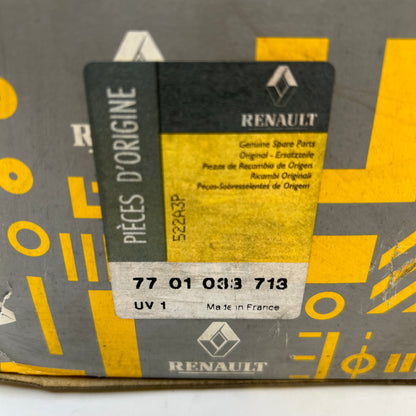 RENAULT
PIÈCES D'ORIGINE
Genuine Spare Parts
Original - Ersatzteile
Piezas de Recambio de Origen
Ricambi Originali
Peças-Sobresselentes de Origem
522A3P
77 01 033 713
UV 1 Made in France
RENAULT